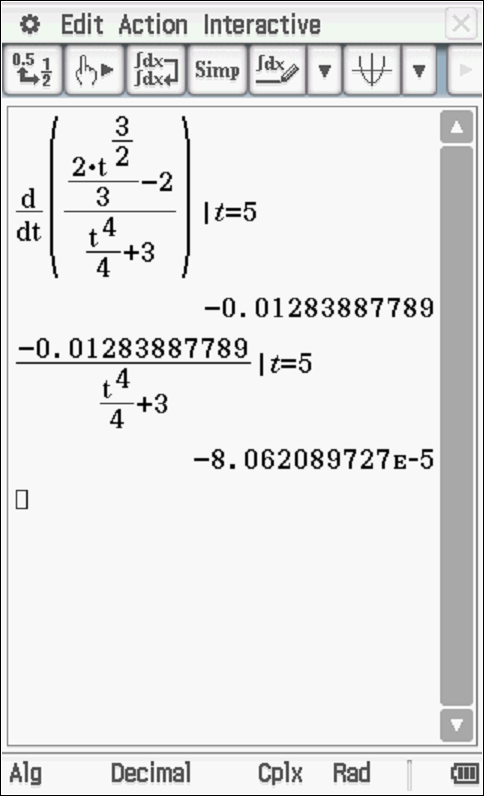 Edit Action Interactive
0.5 1/2 ∫dx ∫dx Simp ∫dx
d/dt ((2•t^(3/2)/3−2)/(t^4/4+3)) |t=5
−0.01283887789
−0.01283887789/(t^4/4+3) |t=5
−8.062089727ᴇ-5
Alg Decimal Cplx Rad